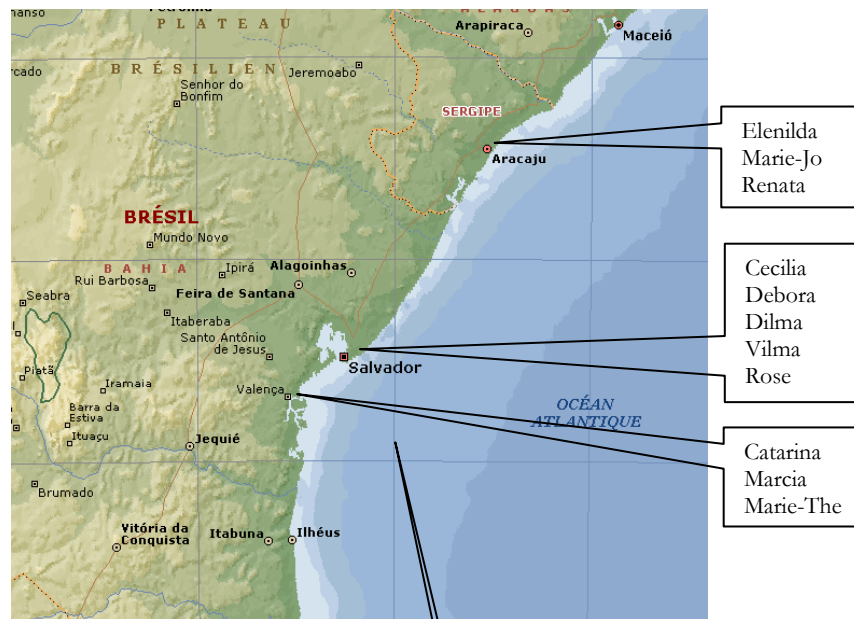 manso
Petrolina
ALAGOAS
PLATEAU
Arapiraca
Maceió
BRÉSILIEN
Jeremoabo
Senhor do
Bonfim
SERGIPE
Aracaju
Elenilda
Marie-Jo
Renata
BRÉSIL
Mundo Novo
BAHIA
Ipirá
Alagoinhas
Rui Barbosa
Feira de Santana
Seabra
Itaberaba
Santo Antônio
de Jesus
Salvador
Cecilia
Debora
Dilma
Vilma
Rose
Piatã
Iramaia
Valença
OCÉAN
ATLANTIQUE
Barra da
Estiva
Ituaçu
Jequié
Catarina
Marcia
Marie-The
Brumado
Vitória da
Conquista
Itabuna
Ilhéus